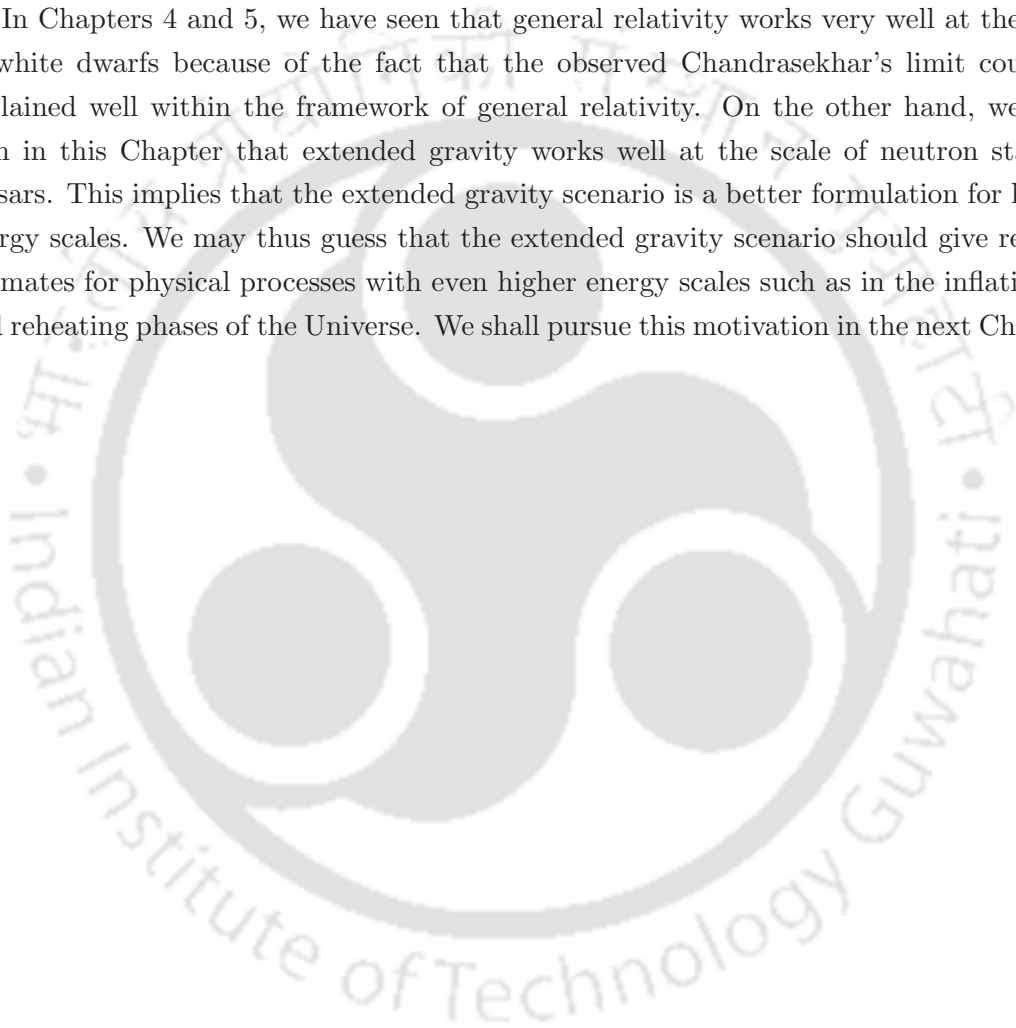 In Chapters 4 and 5, we have seen that general relativity works very well at the
white dwarfs because of the fact that the observed Chandrasekhar's limit cou
lained well within the framework of general relativity. On the other hand, we
n in this Chapter that extended gravity works well at the scale of neutron st
sars. This implies that the extended gravity scenario is a better formulation for
rgy scales. We may thus guess that the extended gravity scenario should give re
mates for physical processes with even higher energy scales such as in the inflati
reheating phases of the Universe. We shall pursue this motivation in the next Ch
Indian Institute of Technology Guwahati